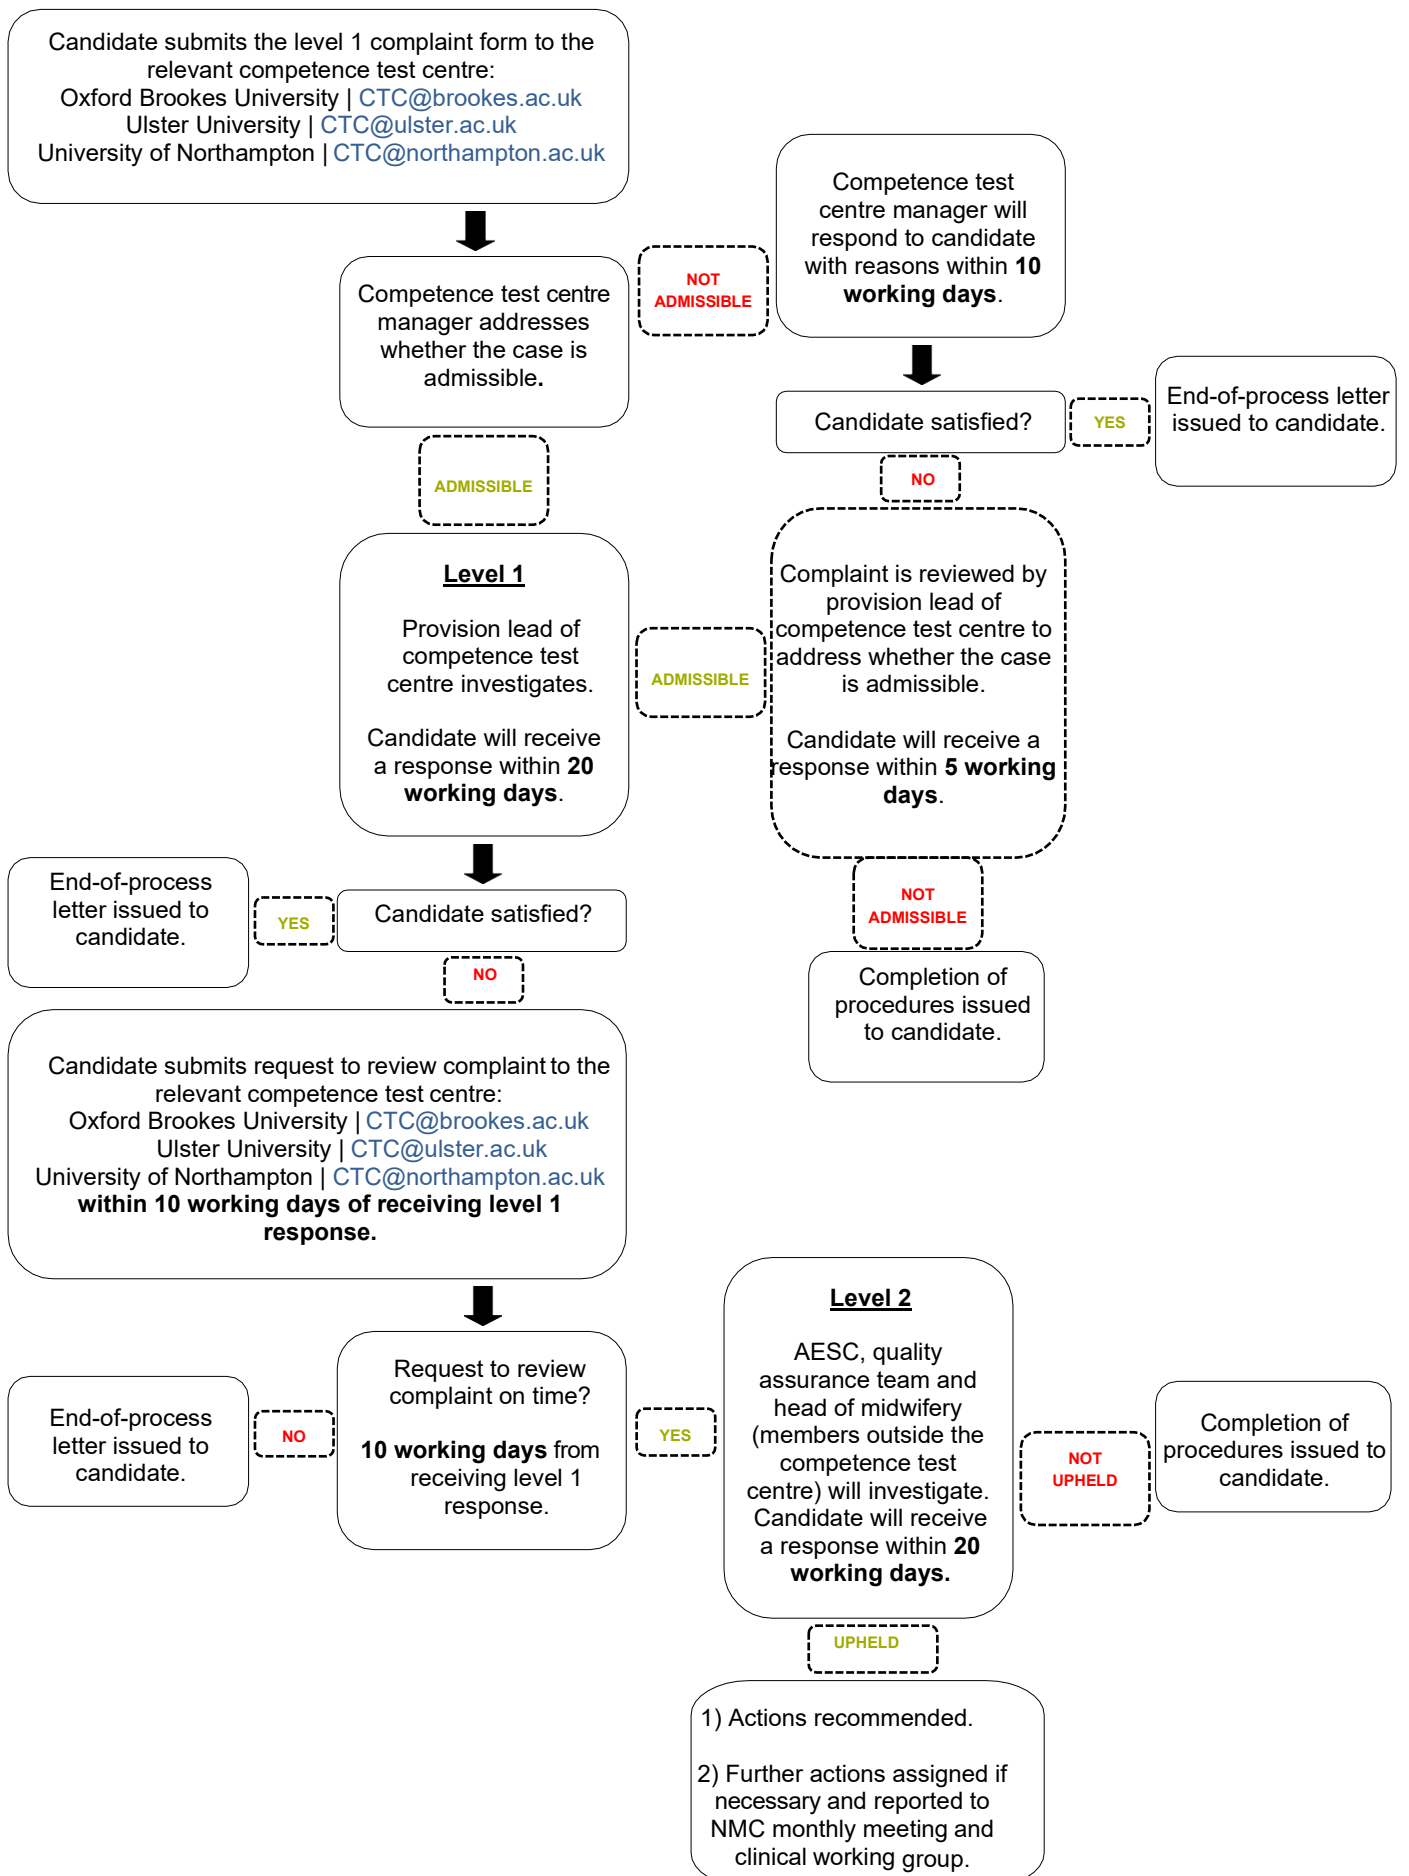 Candidate submits the level 1 complaint form to the
relevant competence test centre:
Oxford Brookes University | CTC@brookes.ac.uk
Ulster University | CTC@ulster.ac.uk
University of Northampton | CTC@northampton.ac.uk
Competence test
centre manager will
respond to candidate
with reasons within 10
working days.
NOT
ADMISSIBLE
Competence test centre
manager addresses
whether the case is
admissible.
Candidate satisfied?
YES
End-of-process letter
issued to candidate.
NO
ADMISSIBLE
Level 1
Provision lead of
competence test
centre investigates.
Candidate will receive
a response within 20
working days.
ADMISSIBLE
Complaint is reviewed by
provision lead of
competence test centre to
address whether the case
is admissible.
Candidate will receive a
response within 5 working
days.
NOT
ADMISSIBLE
Completion of
procedures issued
to candidate.
End-of-process
letter issued to
candidate.
YES
Candidate satisfied?
NO
Candidate submits request to review complaint to the
relevant competence test centre:
Oxford Brookes University | CTC@brookes.ac.uk
Ulster University | CTC@ulster.ac.uk
University of Northampton | CTC@northampton.ac.uk
within 10 working days of receiving level 1
response.
End-of-process
letter issued to
candidate.
NO
Request to review
complaint on time?
10 working days from
receiving level 1
response.
YES
Level 2
AESC, quality
assurance team and
head of midwifery
(members outside the
competence test
centre) will investigate.
Candidate will receive
a response within 20
working days.
NOT
UPHELD
Completion of
procedures issued to
candidate.
UPHELD
1) Actions recommended.
2) Further actions assigned if
necessary and reported to
NMC monthly meeting and
clinical working group.